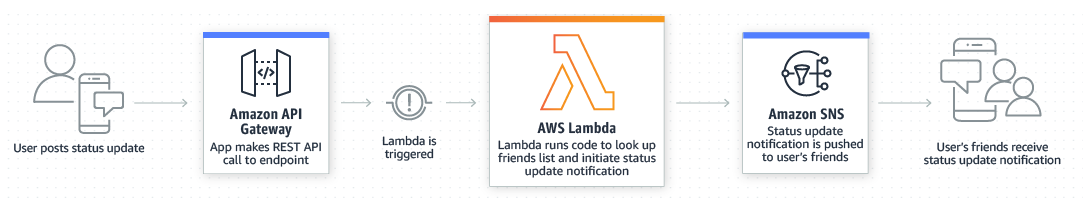 User posts status update
</>
Amazon API
Gateway
App makes REST API
call to endpoint
Lambda is
triggered
AWS Lambda
Lambda runs code to look up
friends list and initiate status
update notification
Amazon SNS
Status update
notification is pushed
to user's friends
User's friends receive
status update notification